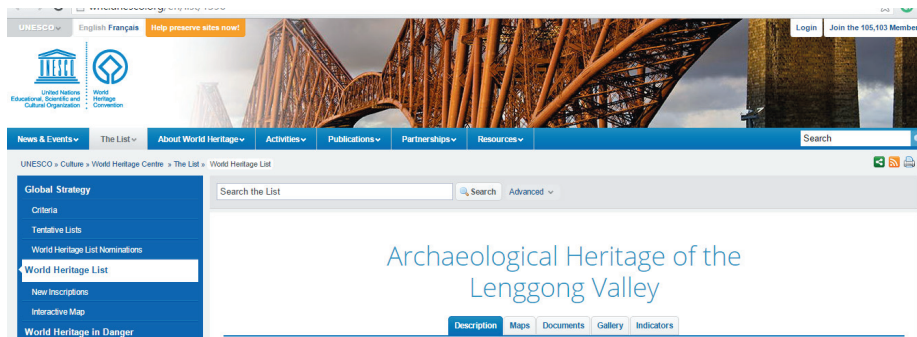 UNESCO English Français Help preserve sites now! Login Join the 105,103 Member
United Nations
Educational, Scientific and
Cultural Organization
World
Heritage
Convention
News & Events The List About World Heritage Activities Publications Partnerships Resources Search
UNESCO » Culture » World Heritage Centre » The List » World Heritage List
Global Strategy
Search the List Search Advanced
Criteria
Tentative Lists
World Heritage List Nominations
World Heritage List
New Inscriptions
Interactive Map
World Heritage in Danger
Archaeological Heritage of the
Lenggong Valley
Description Maps Documents Gallery Indicators